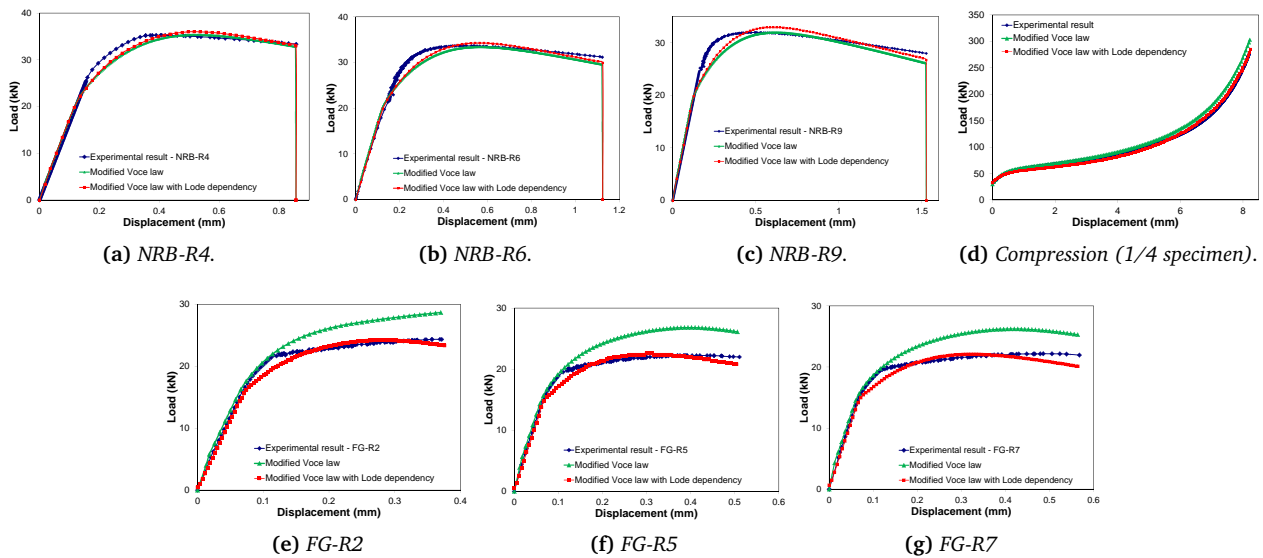 40
30
20
10
0
Load (kN)
Experimental result - NRB-R4
Modified Voce law
Modified Voce law with Lode dependency
0 0.2 0.4 0.6 0.8
Displacement (mm)
(a) NRB-R4.
40
30
20
10
0
Load (kN)
Experimental result - NRB-R6
Modified Voce law
Modified Voce law with Lode dependency
0 0.2 0.4 0.6 0.8 1 1.2
Displacement (mm)
(b) NRB-R6.
40
30
20
10
0
Load (kN)
Experimental result - NRB-R9
Modified Voce law
Modified Voce law with Lode dependency
0 0.5 1 1.5
Displacement (mm)
(c) NRB-R9.
350
300
250
200
150
100
50
0
Load (kN)
Experimental result
Modified Voce law
Modified Voce law with Lode dependency
0 2 4 6 8
Displacement (mm)
(d) Compression (1/4 specimen).
30
20
10
0
Load (kN)
Experimental result - FG-R2
Modified Voce law
Modified Voce law with Lode dependency
0 0.1 0.2 0.3 0.4
Displacement (mm)
(e) FG-R2
30
20
10
0
Load (kN)
Experimental result - FG-R5
Modified Voce law
Modified Voce law with Lode dependency
0 0.1 0.2 0.3 0.4 0.5 0.6
Displacement (mm)
(f) FG-R5
30
20
10
0
Load (kN)
Experimental result - FG-R7
Modified Voce law
Modified Voce law with Lode dependency
0 0.1 0.2 0.3 0.4 0.5 0.6
Displacement (mm)
(g) FG-R7